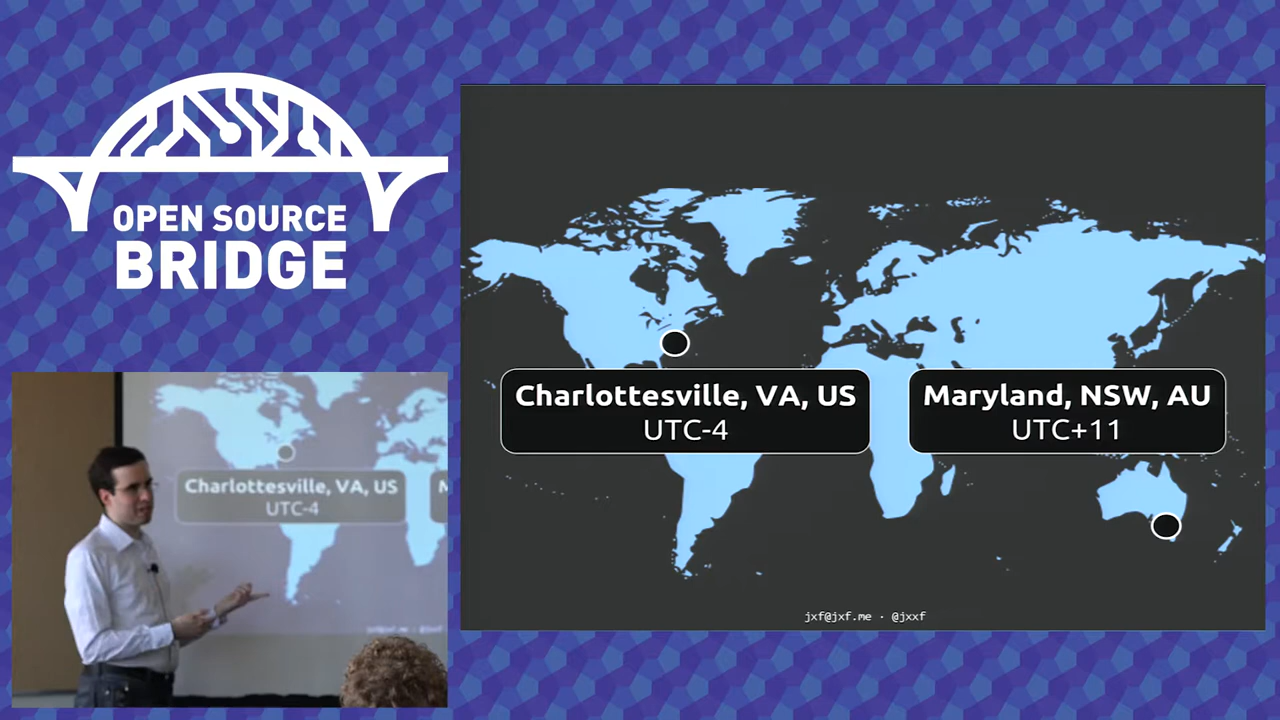 OPEN SOURCE
BRIDGE
Charlottesville, VA, US
UTC-4
Maryland, NSW, AU
UTC+11
jxf@jxf.me · @jxxf
Charlottesville, VA, US
UTC-4